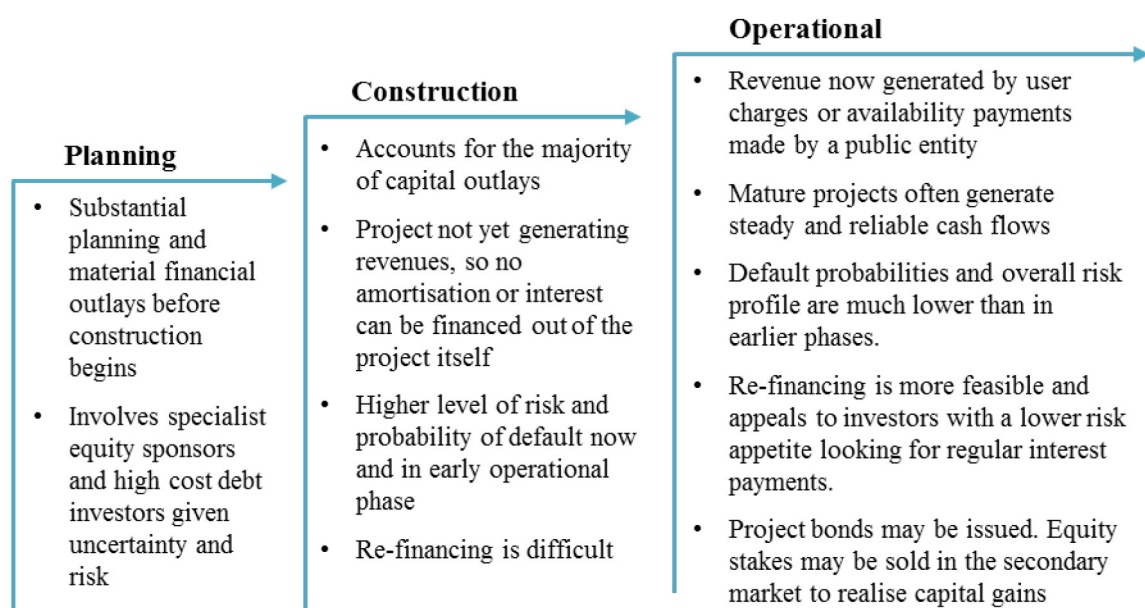 Planning
• Substantial
planning and
material financial
outlays before
construction
begins
• Involves specialist
equity sponsors
and high cost debt
investors given
uncertainty and
risk
Construction
• Accounts for the majority
of capital outlays
• Project not yet generating
revenues, so no
amortisation or interest
can be financed out of the
project itself
• Higher level of risk and
probability of default now
and in early operational
phase
• Re-financing is difficult
Operational
• Revenue now generated by user
charges or availability payments
made by a public entity
• Mature projects often generate
steady and reliable cash flows
• Default probabilities and overall risk
profile are much lower than in
earlier phases.
• Re-financing is more feasible and
appeals to investors with a lower risk
appetite looking for regular interest
payments.
• Project bonds may be issued. Equity
stakes may be sold in the secondary
market to realise capital gains